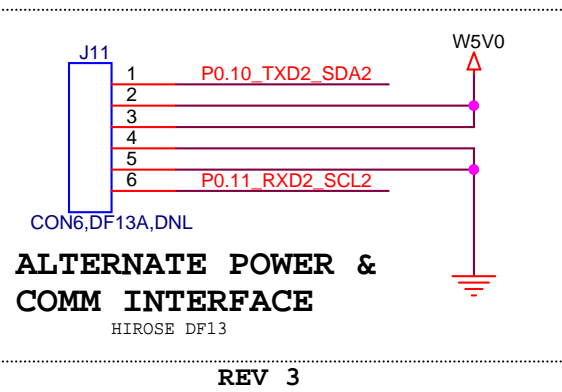 J11
W5V0
1 P0.10_TXD2_SDA2
2
3
4
5
6 P0.11_RXD2_SCL2
CON6,DF13A,DNL
ALTERNATE POWER &
COMM INTERFACE
HIROSE DF13
REV 3